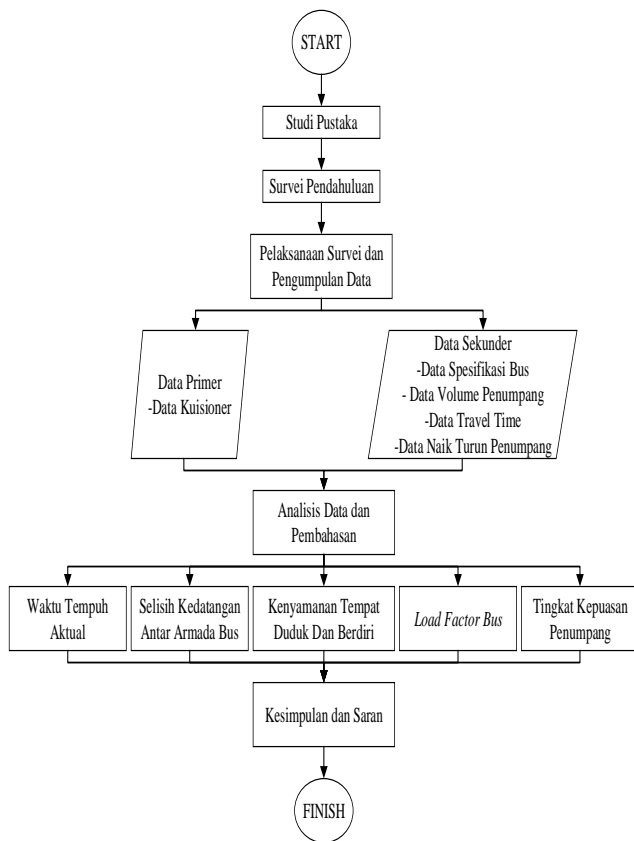 START
Studi Pustaka
Survei Pendahuluan
Pelaksanaan Survei dan
Pengumpulan Data
Data Primer
-Data Kuisioner
Data Sekunder
-Data Spesifikasi Bus
- Data Volume Penumpang
-Data Travel Time
-Data Naik Turun Penumpang
Analisis Data dan
Pembahasan
Waktu Tempuh
Aktual
Selisih Kedatangan
Antar Armada Bus
Kenyamanan Tempat
Duduk Dan Berdiri
Load Factor Bus
Tingkat Kepuasan
Penumpang
Kesimpulan dan Saran
FINISH